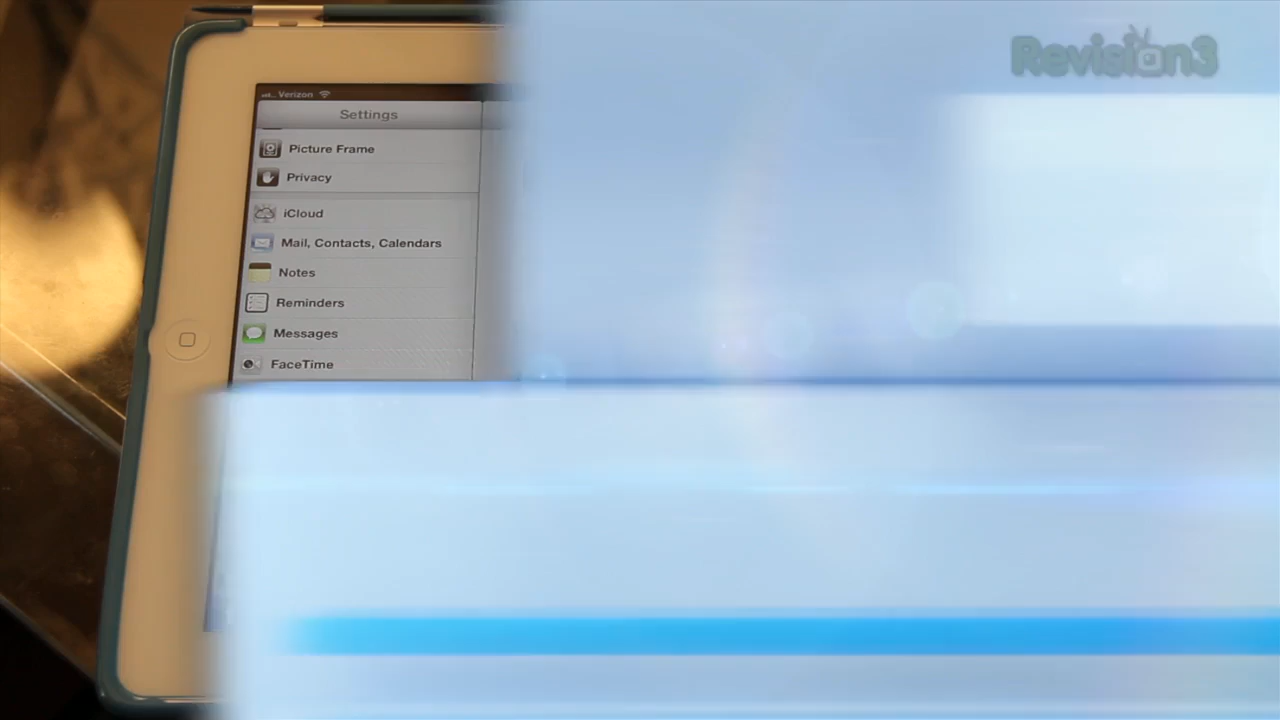 Revision3
Verizon
Settings
Picture Frame
Privacy
iCloud
Mail, Contacts, Calendars
Notes
Reminders
Messages
FaceTime